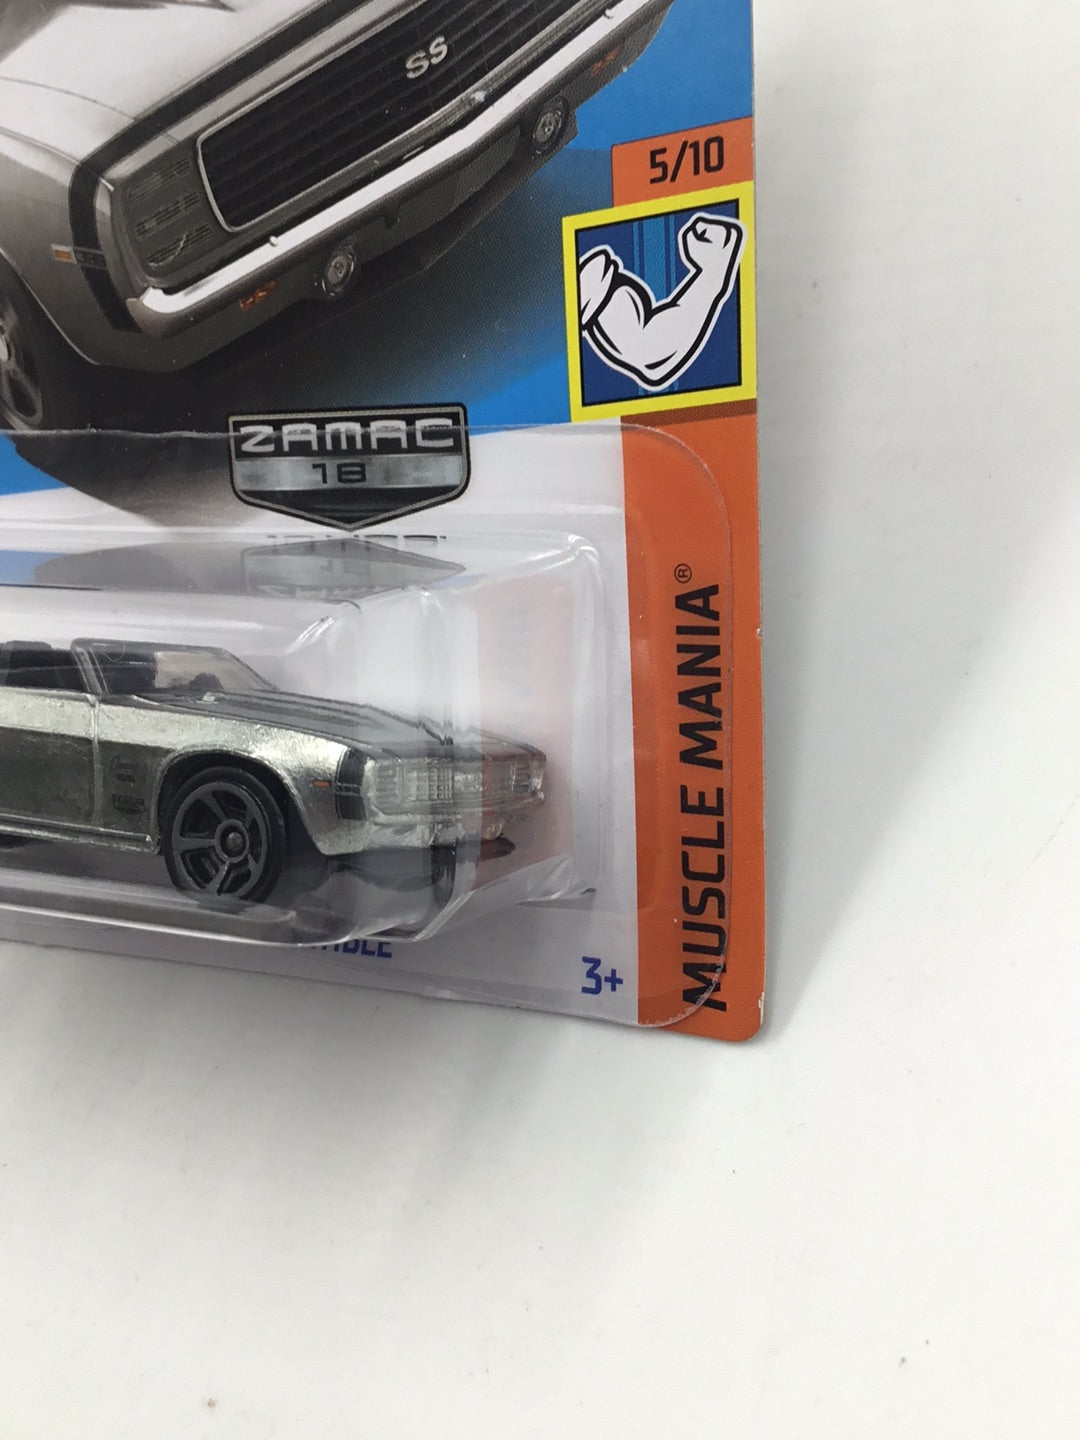 SS
5/10
ZAMAC
18
MUSCLE MANIA®
3+